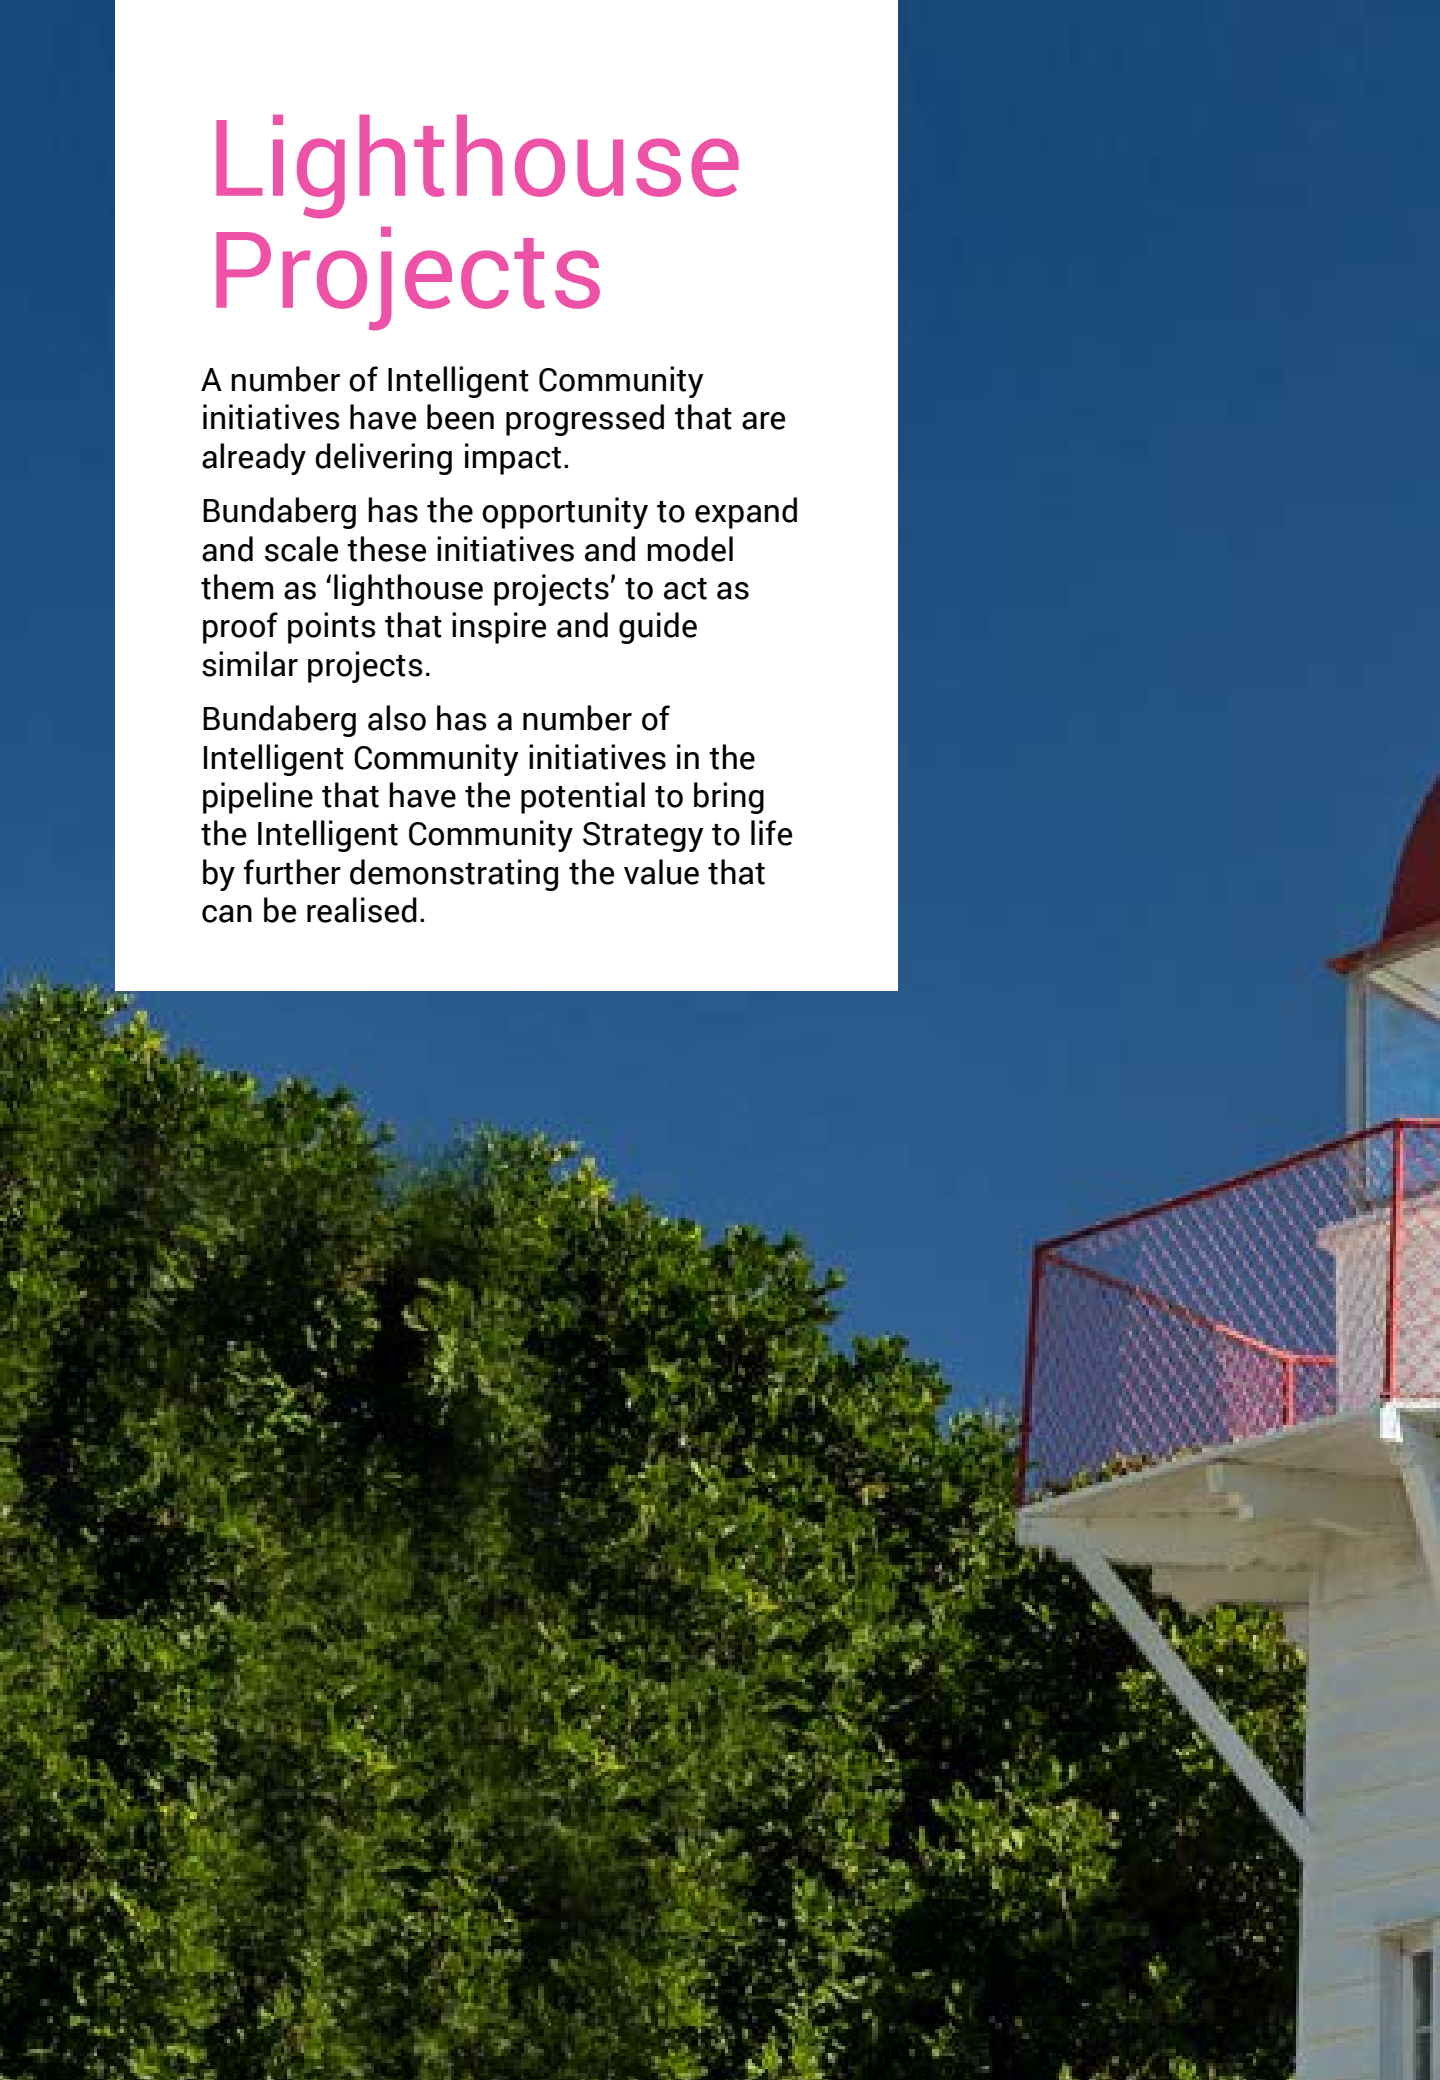 Lighthouse
Projects
A number of Intelligent Community
initiatives have been progressed that are
already delivering impact.
Bundaberg has the opportunity to expand
and scale these initiatives and model
them as ‘lighthouse projects’ to act as
proof points that inspire and guide
similar projects.
Bundaberg also has a number of
Intelligent Community initiatives in the
pipeline that have the potential to bring
the Intelligent Community Strategy to life
by further demonstrating the value that
can be realised.